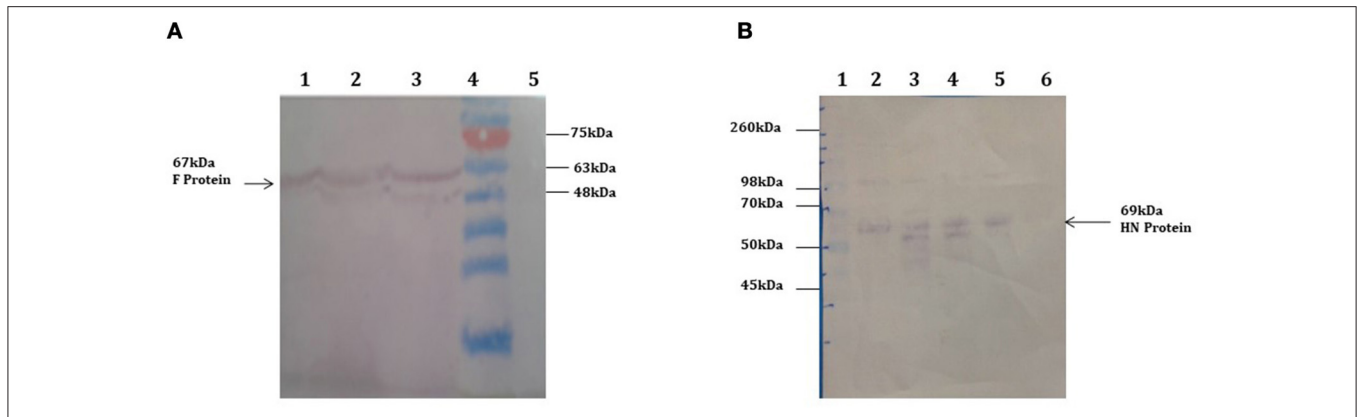 A
1 2 3 4 5
75kDa
63kDa
48kDa
67kDa
F Protein
B
1 2 3 4 5 6
260kDa
98kDa
70kDa
50kDa
45kDa
69kDa
HN Protein